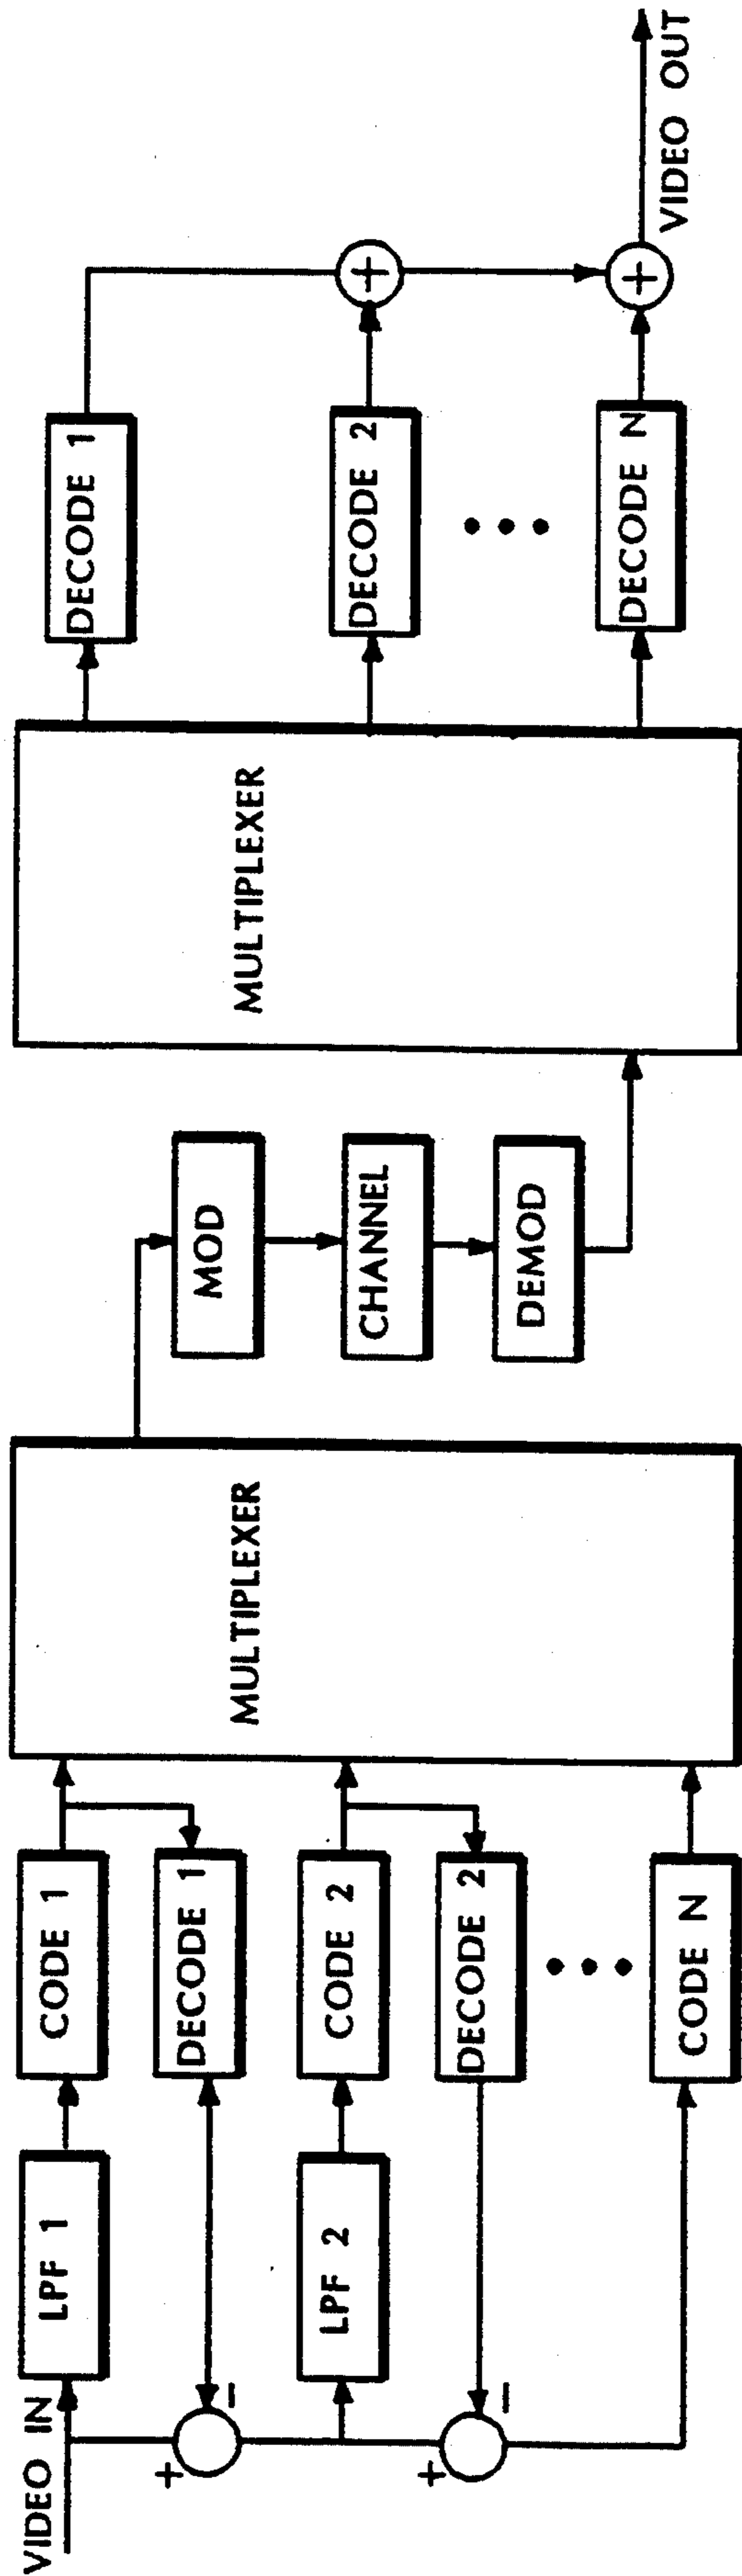 VIDEO IN
+
−
+
−
LPF 1
LPF 2
CODE 1
DECODE 1
CODE 2
DECODE 2
CODE N
MULTIPLEXER
MOD
CHANNEL
DEMOD
MULTIPLEXER
DECODE 1
DECODE 2
DECODE N
+
+
VIDEO OUT